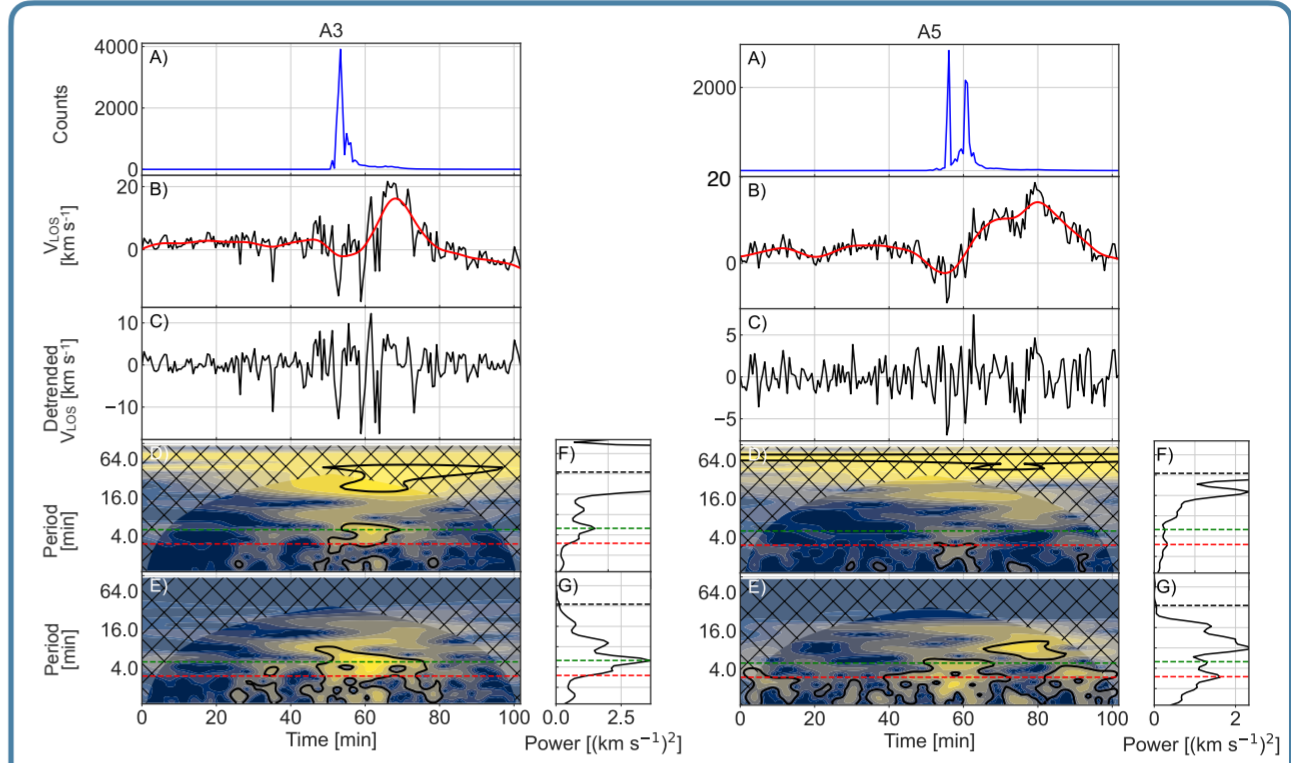 A3
A)
4000
2000
0
Counts
B)
20
0
V_LOS
[km s⁻¹]
C)
10
0
−10
Detrended
V_LOS [km s⁻¹]
D)
64.0
16.0
4.0
Period
[min]
F)
E)
64.0
16.0
4.0
Period
[min]
G)
0 20 40 60 80 100
Time [min]
0.0 2.5
Power [(km s⁻¹)²]
A5
A)
2000
B)
20
0
C)
5
0
−5
D)
64.0
16.0
4.0
F)
E)
64.0
16.0
4.0
G)
0 20 40 60 80 100
Time [min]
0 2
Power [(km s⁻¹)²]